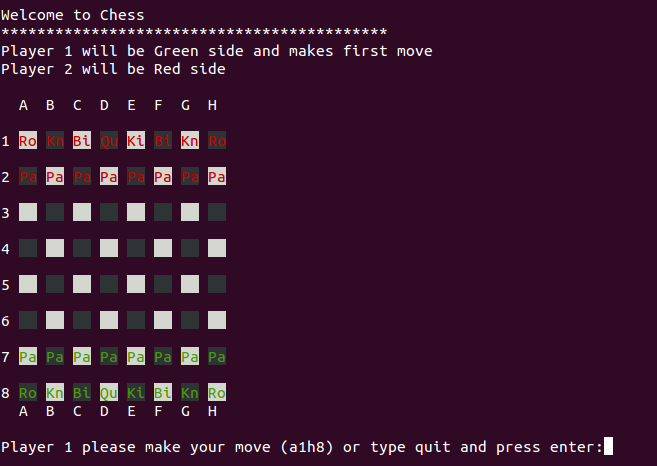 Welcome to Chess
*******************************************
Player 1 will be Green side and makes first move
Player 2 will be Red side
A B C D E F G H
1 Ro Kn Bi Qu Ki Bi Kn Ro
2 Pa Pa Pa Pa Pa Pa Pa Pa
3
4
5
6
7 Pa Pa Pa Pa Pa Pa Pa Pa
8 Ro Kn Bi Qu Ki Bi Kn Ro
A B C D E F G H
Player 1 please make your move (a1h8) or type quit and press enter: